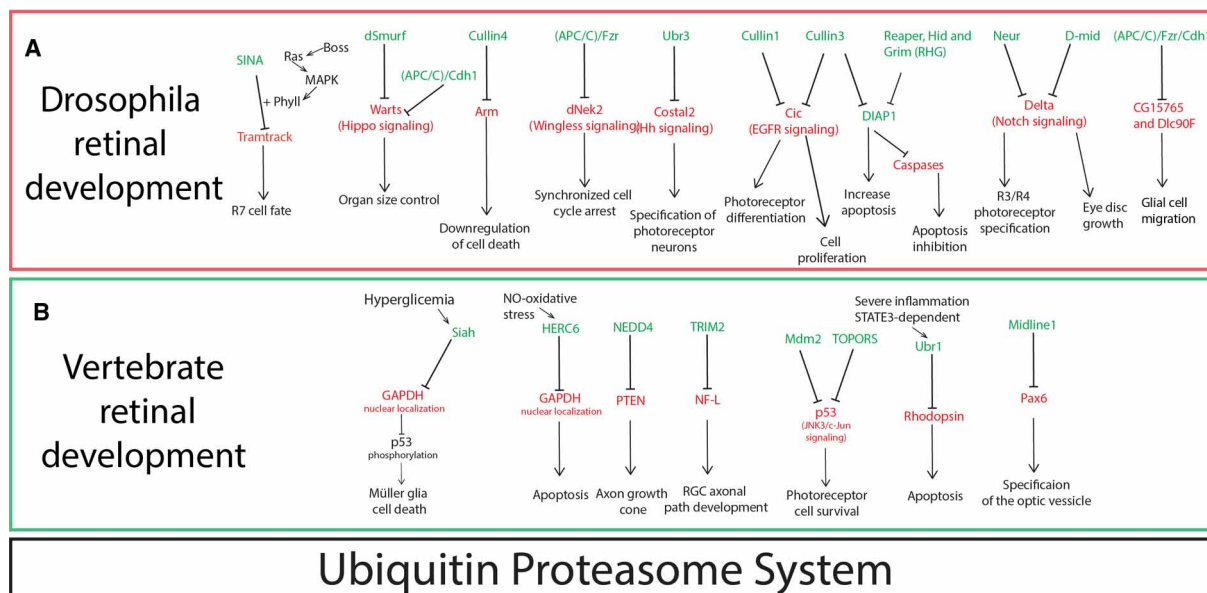 A
Drosophila
retinal
development
SINA
Boss
Ras
MAPK
+ Phyll
Tramtrack
R7 cell fate
dSmurf
(APC/C)/Cdh1
Warts
(Hippo signaling)
Organ size control
Cullin4
Arm
Downregulation
of cell death
(APC/C)/Fzr
dNek2
(Wingless signaling)
Synchronized cell
cycle arrest
Ubr3
Costal2
(Hh signaling)
Specification of
photoreceptor
neurons
Cullin1
Cullin3
Cic
(EGFR signaling)
Photoreceptor
differentiation
Cell
proliferation
Reaper, Hid and
Grim (RHG)
DIAP1
Caspases
Increase
apoptosis
Apoptosis
inhibition
Neur
D-mid
Delta
(Notch signaling)
R3/R4
photoreceptor
specification
Eye disc
growth
(APC/C)/Fzr/Cdh1
CG15765
and Dlc90F
Glial cell
migration
B
Vertebrate
retinal
development
Hyperglicemia
Siah
GAPDH
nuclear localization
p53
phosphorylation
Müller glia
cell death
NO-oxidative
stress
HERC6
GAPDH
nuclear localization
Apoptosis
NEDD4
PTEN
Axon growth
cone
TRIM2
NF-L
RGC axonal
path development
Mdm2
TOPORS
p53
(JNK3/c-Jun
signaling)
Photoreceptor
cell survival
Severe inflammation
STATE3-dependent
Ubr1
Rhodopsin
Apoptosis
Midline1
Pax6
Specificaion
of the optic vessicle
Ubiquitin Proteasome System